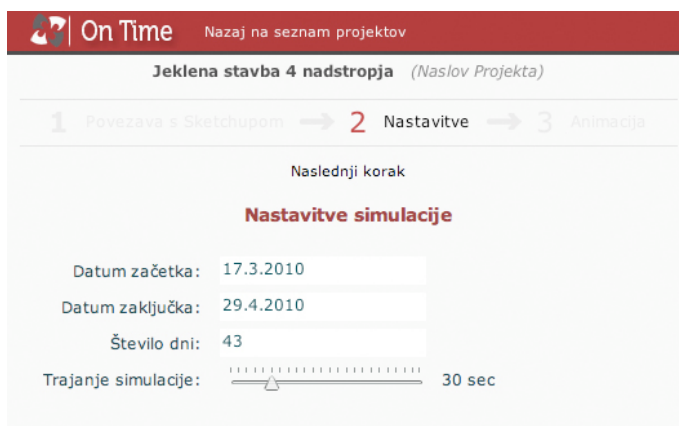 On Time Nazaj na seznam projektov
Jeklena stavba 4 nadstropja (Naslov Projekta)
1 Povezava s Sketchupom 2 Nastavitve 3 Animacija
Naslednji korak
Nastavitve simulacije
Datum začetka: 17.3.2010
Datum zaključka: 29.4.2010
Število dni: 43
Trajanje simulacije: 30 sec